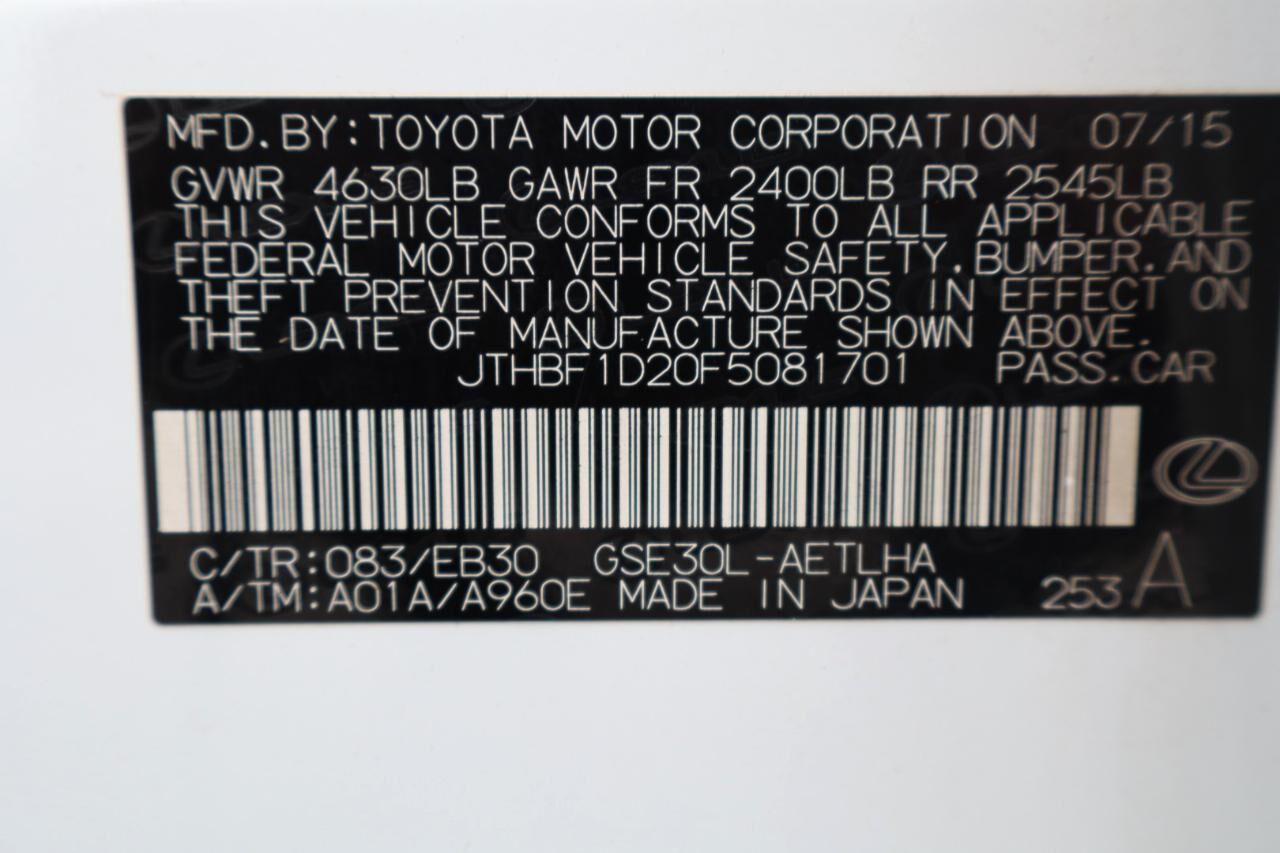 MFD. BY: TOYOTA MOTOR CORPORATION 07/15
GVWR 4630LB GAWR FR 2400LB RR 2545LB
THIS VEHICLE CONFORMS TO ALL APPLICABLE
FEDERAL MOTOR VEHICLE SAFETY. BUMPER. AND
THEFT PREVENTION STANDARDS IN EFFECT ON
THE DATE OF MANUFACTURE SHOWN ABOVE.
JTHBF1D20F5081701 PASS. CAR
C/TR: 083/EB30 GSE30L-AETLHA
A/TM: A01A/A960E MADE IN JAPAN 253 A